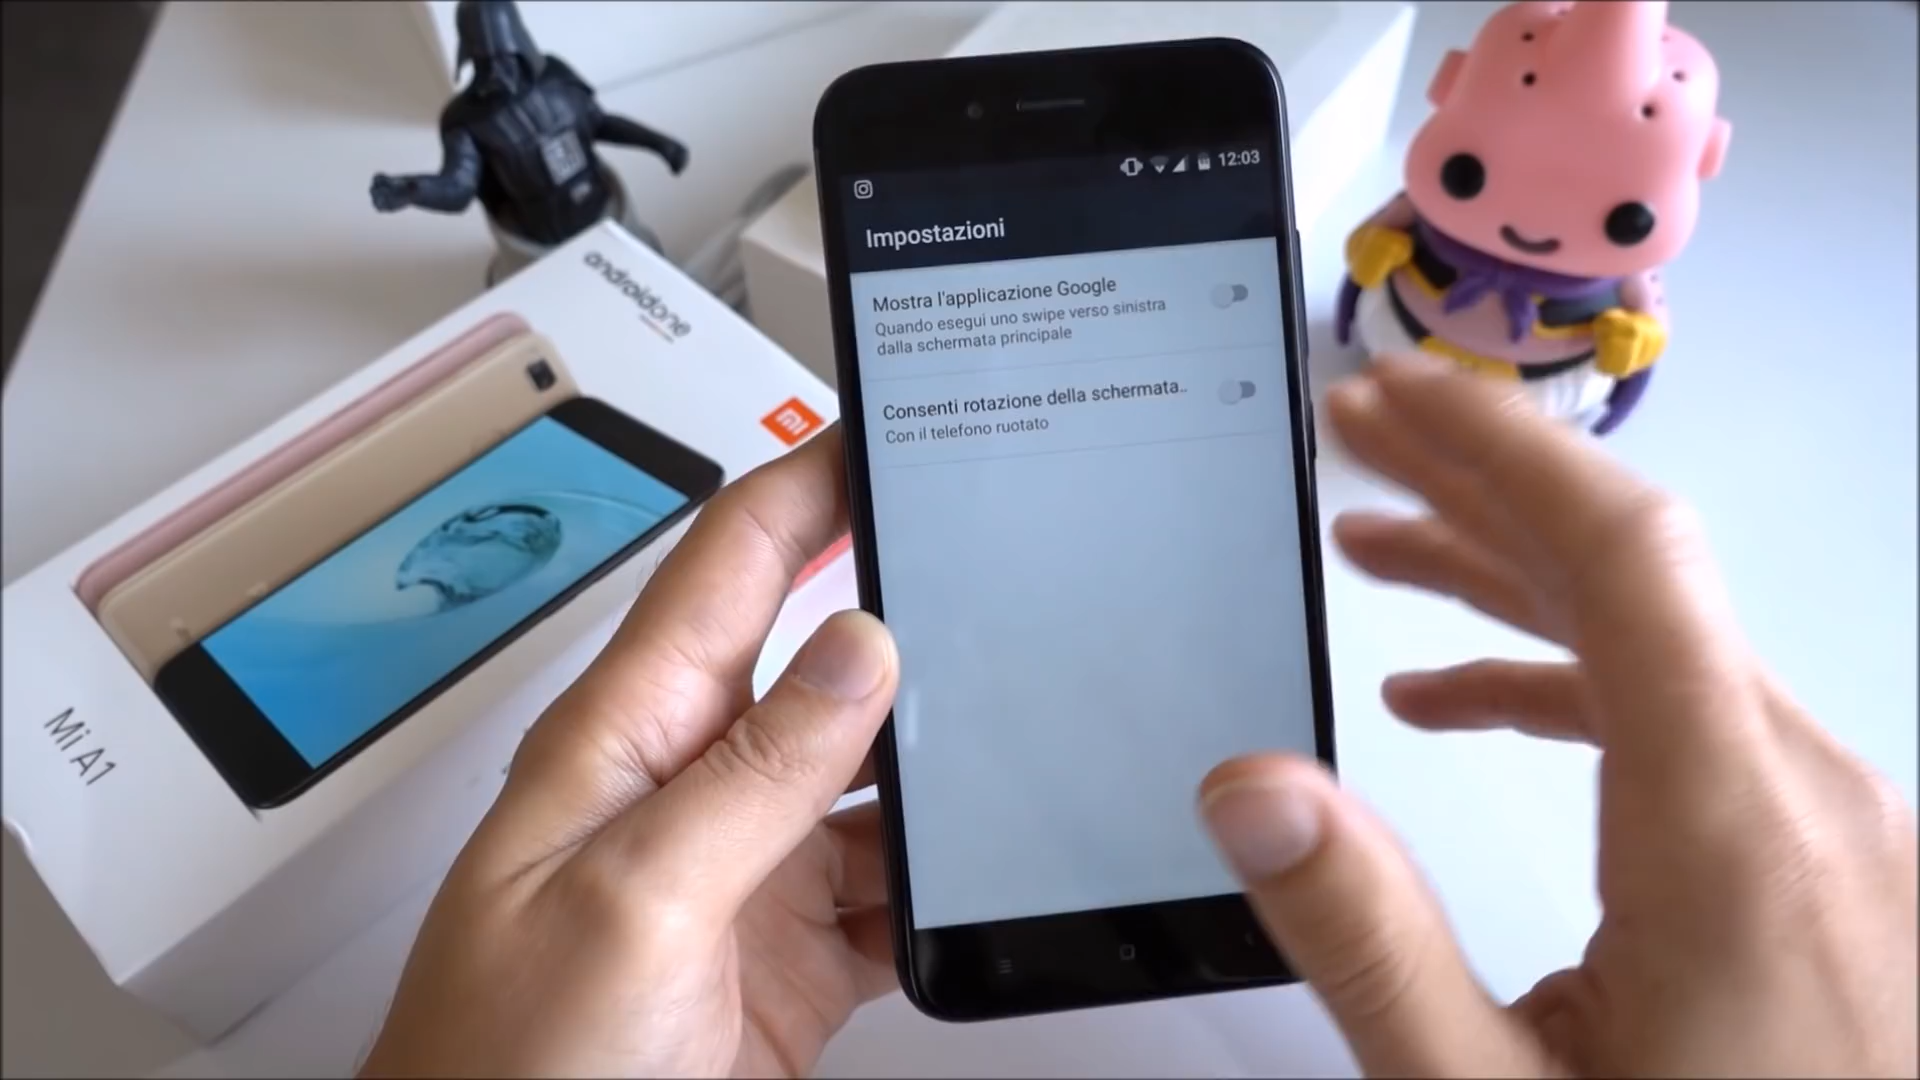 androidone
Mi A1
12:03
Impostazioni
Mostra l'applicazione Google
Quando esegui uno swipe verso sinistra
dalla schermata principale
Consenti rotazione della schermata..
Con il telefono ruotato